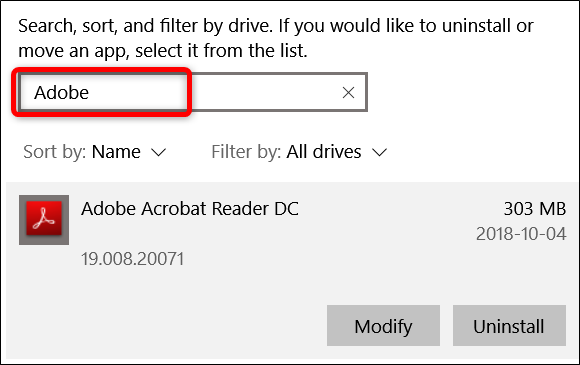 Search, sort, and filter by drive. If you would like to uninstall or
move an app, select it from the list.
Adobe
Sort by: Name Filter by: All drives
Adobe Acrobat Reader DC 303 MB
2018-10-04
19.008.20071
Modify Uninstall